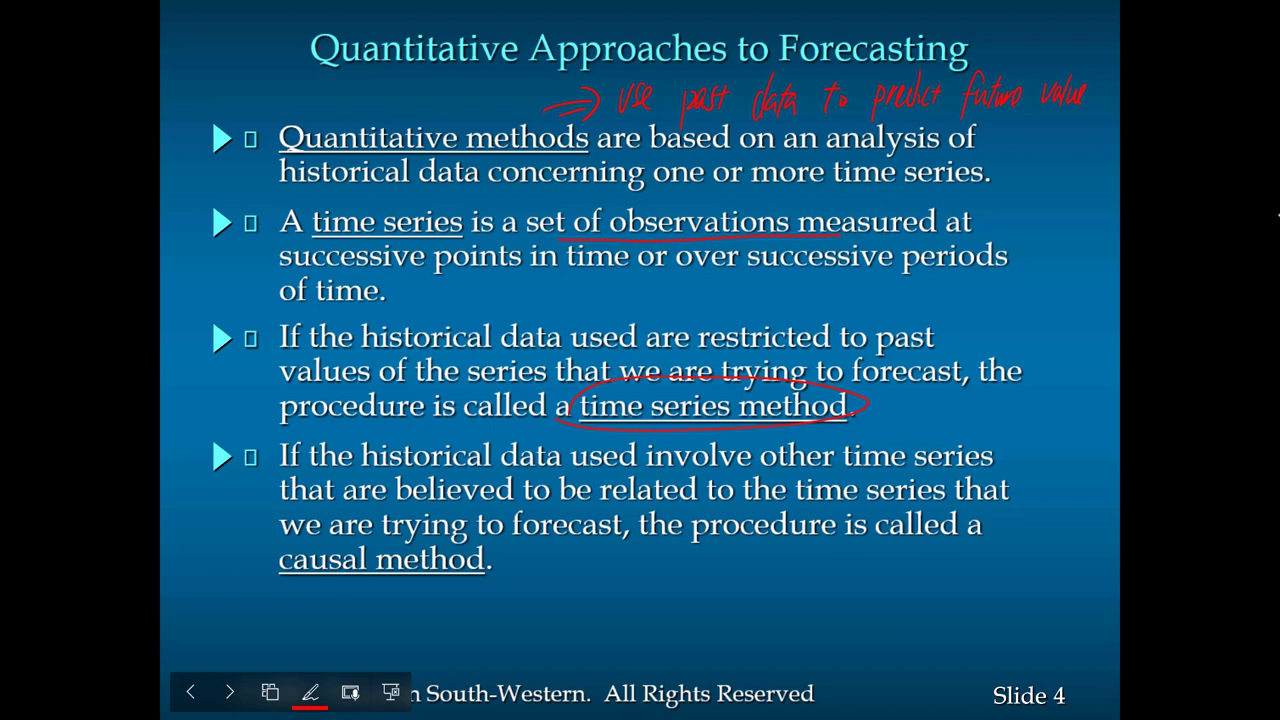 Quantitative Approaches to Forecasting
⇒ use past data to predict future value
Quantitative methods are based on an analysis of
historical data concerning one or more time series.
A time series is a set of observations measured at
successive points in time or over successive periods
of time.
If the historical data used are restricted to past
values of the series that we are trying to forecast, the
procedure is called a time series method.
If the historical data used involve other time series
that are believed to be related to the time series that
we are trying to forecast, the procedure is called a
causal method.
South-Western. All Rights Reserved
Slide 4